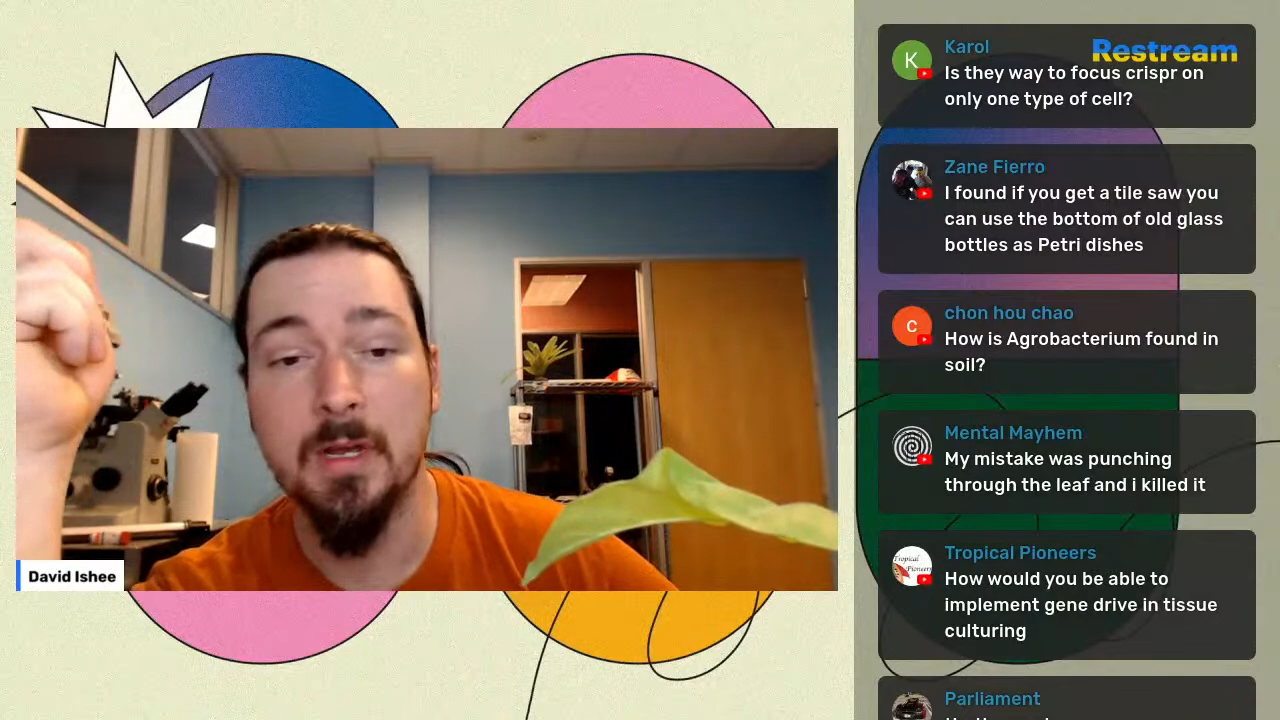 Restream
K
Karol
Is they way to focus crispr on
only one type of cell?
Zane Fierro
I found if you get a tile saw you
can use the bottom of old glass
bottles as Petri dishes
c
chon hou chao
How is Agrobacterium found in
soil?
Mental Mayhem
My mistake was punching
through the leaf and i killed it
Tropical
Pioneers
Tropical Pioneers
How would you be able to
implement gene drive in tissue
culturing
Parliament
David Ishee